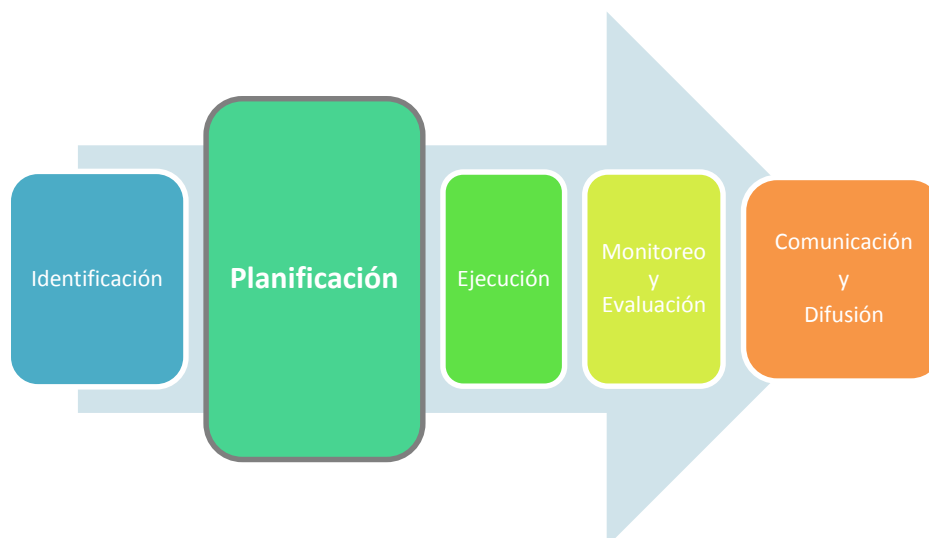 Identificación
Planificación
Ejecución
Monitoreo
y
Evaluación
Comunicación
y
Difusión